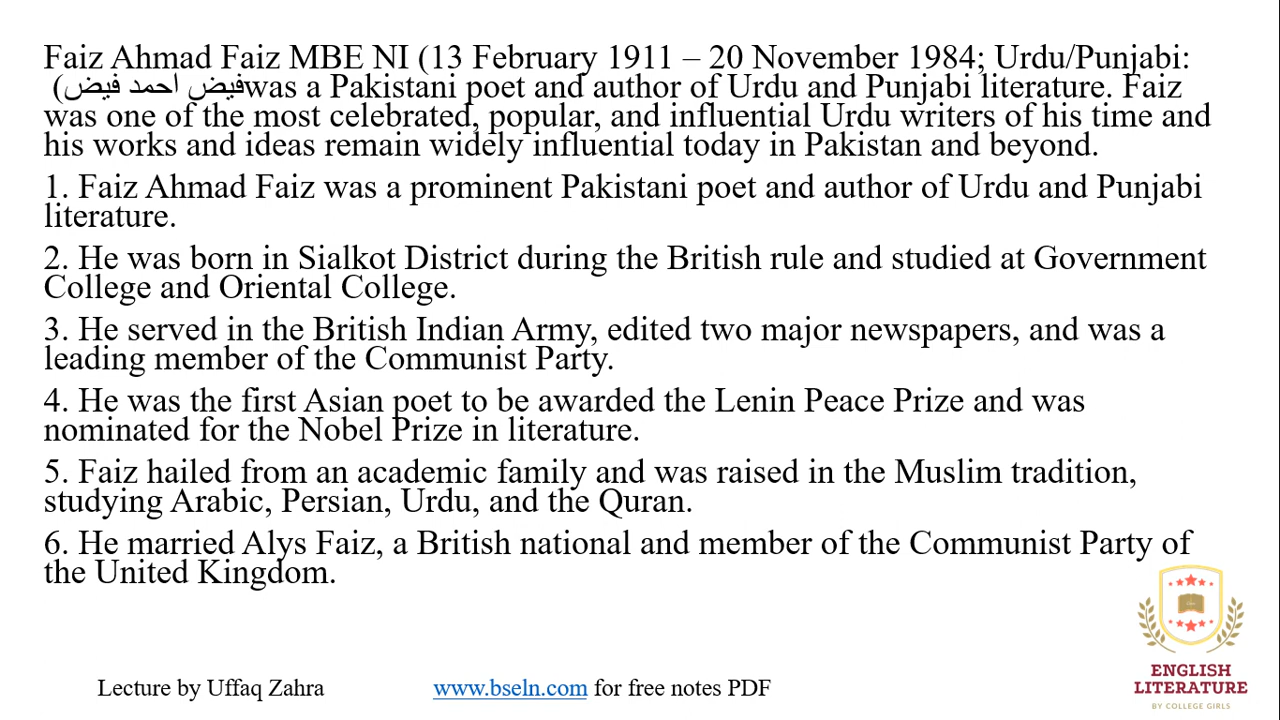 Faiz Ahmad Faiz MBE NI (13 February 1911 – 20 November 1984; Urdu/Punjabi:
فیض احمد فیض) was a Pakistani poet and author of Urdu and Punjabi literature. Faiz
was one of the most celebrated, popular, and influential Urdu writers of his time and
his works and ideas remain widely influential today in Pakistan and beyond.
1. Faiz Ahmad Faiz was a prominent Pakistani poet and author of Urdu and Punjabi
literature.
2. He was born in Sialkot District during the British rule and studied at Government
College and Oriental College.
3. He served in the British Indian Army, edited two major newspapers, and was a
leading member of the Communist Party.
4. He was the first Asian poet to be awarded the Lenin Peace Prize and was
nominated for the Nobel Prize in literature.
5. Faiz hailed from an academic family and was raised in the Muslim tradition,
studying Arabic, Persian, Urdu, and the Quran.
6. He married Alys Faiz, a British national and member of the Communist Party of
the United Kingdom.
Lecture by Uffaq Zahra
www.bseln.com for free notes PDF
ENGLISH
LITERATURE
BY COLLEGE GIRLS